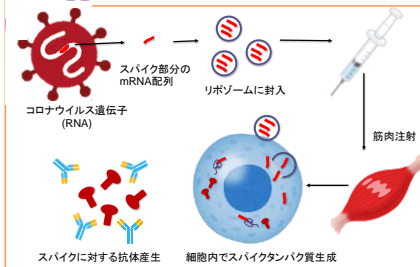 スパイク部分の
mRNA配列
リボゾームに封入
コロナウイルス遺伝子
(RNA)
筋肉注射
スパイクに対する抗体産生
細胞内でスパイクタンパク質生成